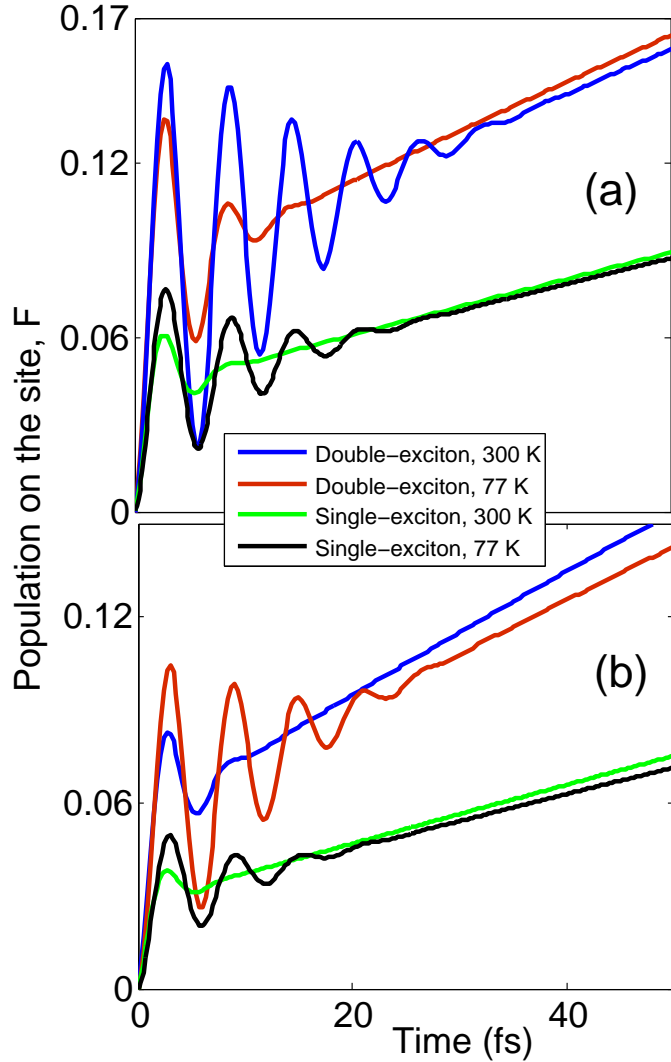 0.17
0.12
(a)
0.06
0
Population on the site, F
Double−exciton, 300 K
Double−exciton, 77 K
Single−exciton, 300 K
Single−exciton, 77 K
0.12
(b)
0.06
0
0 20 40
Time (fs)